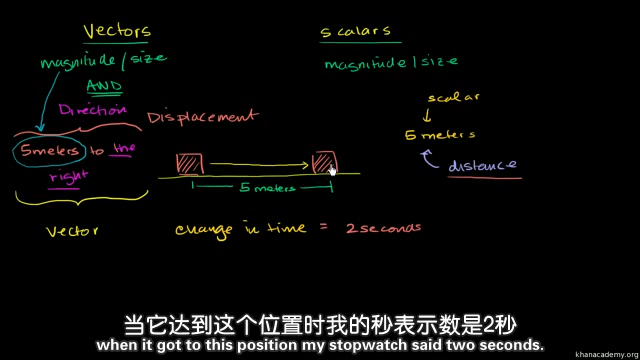 Vectors
magnitude/size
AND
Direction
Displacement
5meters to the
right
vector
scalars
magnitude/size
scalar
5 meters
distance
5 meters
change in time = 2 seconds
当它达到这个位置时我的秒表示数是2秒
when it got to this position my stopwatch said two seconds.
khanacademy.org